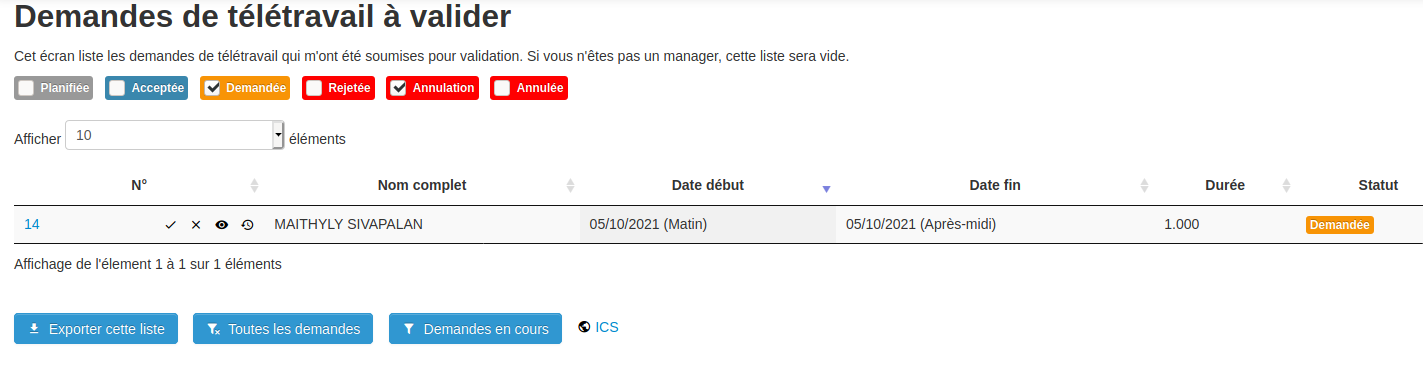 Demandes de télétravail à valider
Cet écran liste les demandes de télétravail qui m'ont été soumises pour validation. Si vous n'êtes pas un manager, cette liste sera vide.
Planifiée Acceptée Demandée Rejetée Annulation Annulée
Afficher 10 éléments
N° Nom complet Date début Date fin Durée Statut
14 MAITHYLY SIVAPALAN 05/10/2021 (Matin) 05/10/2021 (Après-midi) 1.000 Demandée
Affichage de l'élement 1 à 1 sur 1 éléments
Exporter cette liste Toutes les demandes Demandes en cours ICS